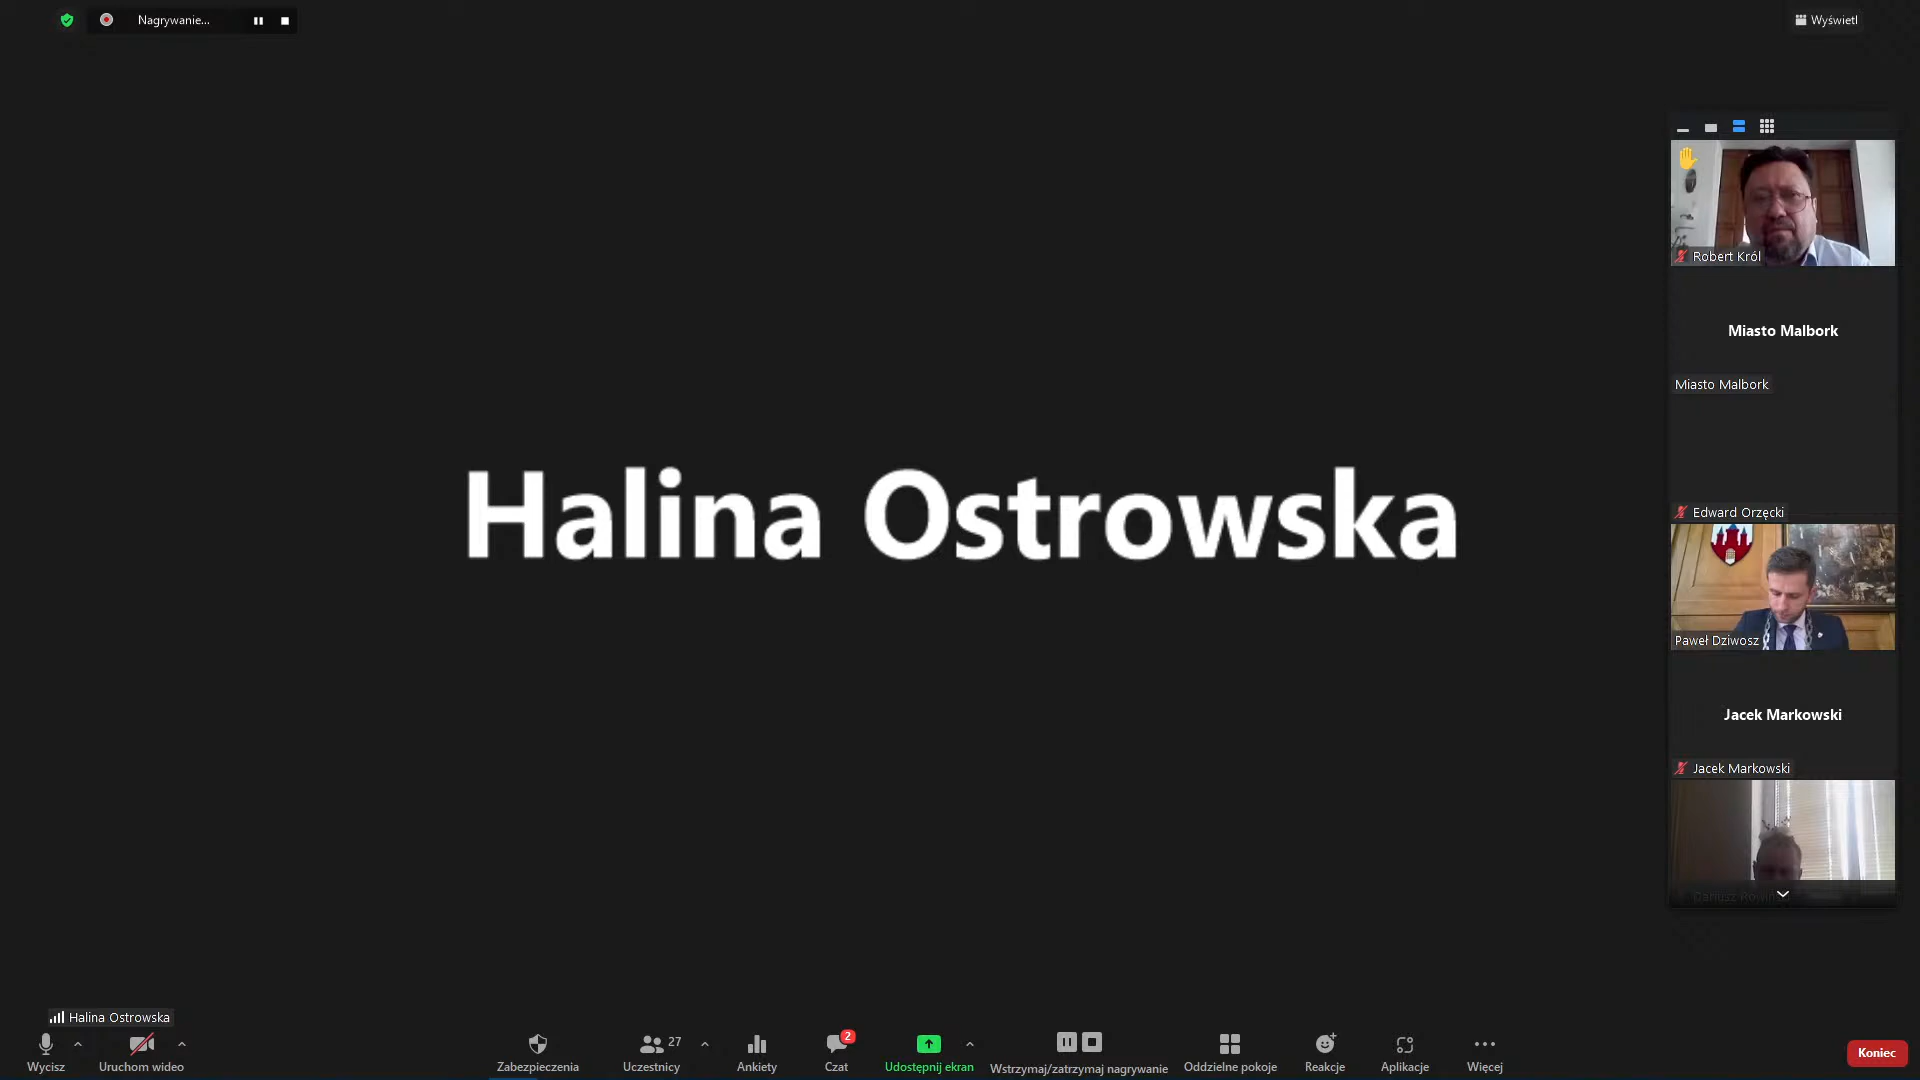 Nagrywanie...
Wyświetl
Robert Król
Miasto Malbork
Miasto Malbork
Edward Orzęcki
Paweł Dziwosz
Jacek Markowski
Jacek Markowski
Dariusz
Halina Ostrowska
Halina Ostrowska
Wycisz
Uruchom wideo
Zabezpieczenia
27
Uczestnicy
Ankiety
2
Czat
Udostępnij ekran
Wstrzymaj/zatrzymaj nagrywanie
Oddzielne pokoje
Reakcje
Aplikacje
Więcej
Koniec